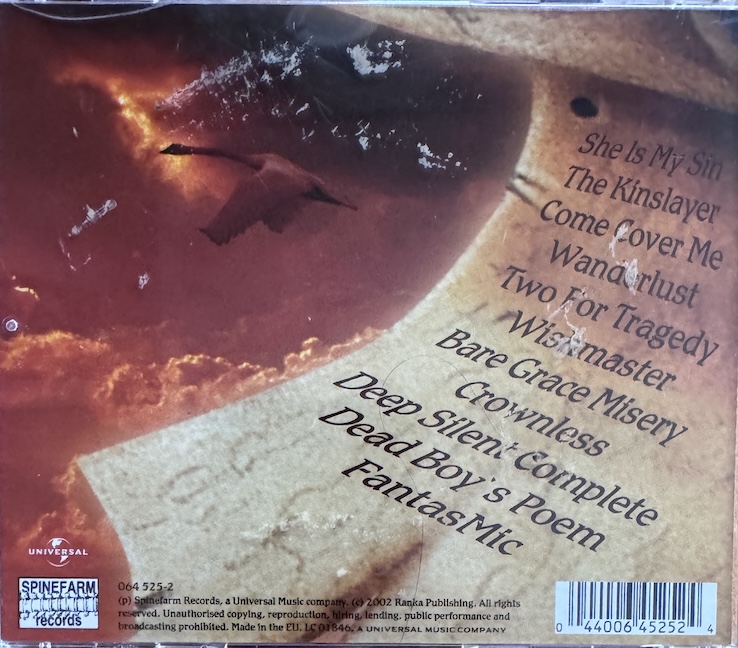 She Is My Sin
The Kinslayer
Come Cover Me
Wanderlust
Two For Tragedy
Wishmaster
Bare Grace Misery
Crownless
Deep Silent Complete
Dead Boy's Poem
FantasMic
UNIVERSAL
SPINEFARM
records
064 525-2
(p) Spinefarm Records, a Universal Music company. (c) 2002 Ranka Publishing. All rights
reserved. Unauthorised copying, reproduction, hiring, lending, public performance and
broadcasting prohibited. Made in the EU. LC 01346. A UNIVERSAL MUSIC COMPANY
0 44006 45252 4